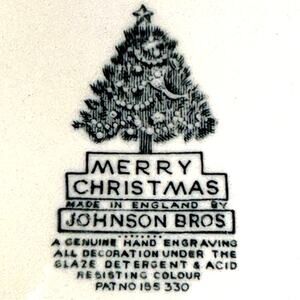 MERRY
CHRISTMAS
MADE IN ENGLAND BY
JOHNSON BROS
A GENUINE HAND ENGRAVING
ALL DECORATION UNDER THE
GLAZE DETERGENT & ACID
RESISTING COLOUR
PAT NO 195 330